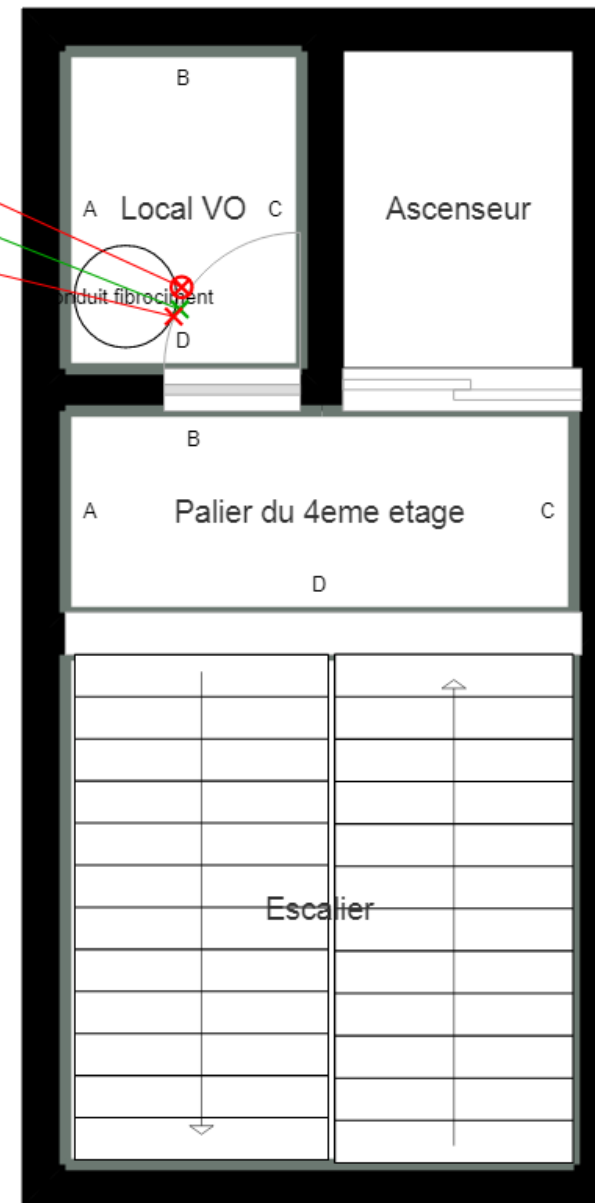 B
A Local VO C
Ascenseur
onduit fibrociment
D
B
A Palier du 4eme etage C
D
Escalier